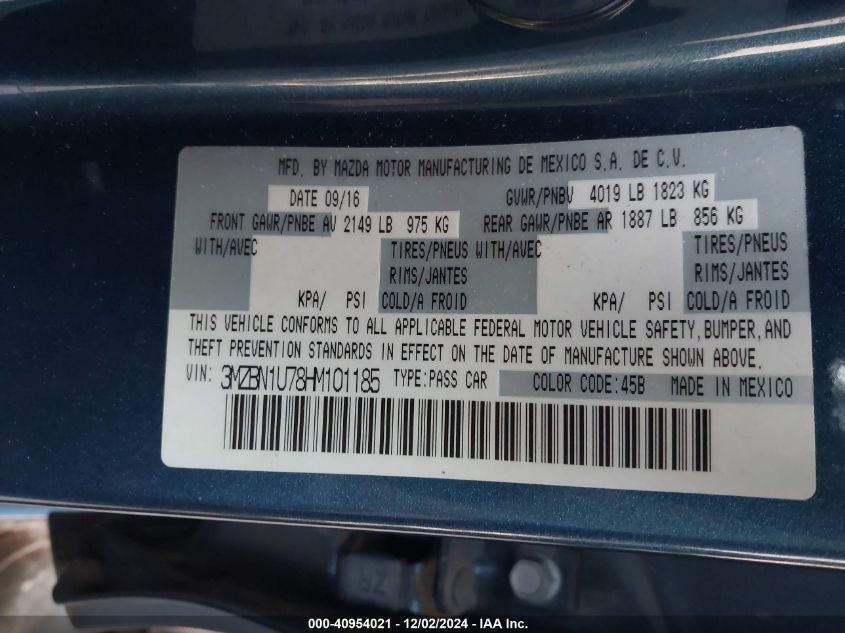 MFD. BY MAZDA MOTOR MANUFACTURING DE MEXICO S.A. DE C.V.
DATE 09/16 GVWR/PNBV 4019 LB 1823 KG
FRONT GAWR/PNBE AV 2149 LB 975 KG REAR GAWR/PNBE AR 1887 LB 856 KG
WITH/AVEC TIRES/PNEUS WITH/AVEC TIRES/PNEUS
RIMS/JANTES RIMS/JANTES
KPA/ PSI COLD/A FROID KPA/ PSI COLD/A FROID
THIS VEHICLE CONFORMS TO ALL APPLICABLE FEDERAL MOTOR VEHICLE SAFETY, BUMPER, AND
THEFT PREVENTION STANDARDS IN EFFECT ON THE DATE OF MANUFACTURE SHOWN ABOVE.
VIN: 3MZBN1U78HM101185 TYPE:PASS CAR COLOR CODE:45B MADE IN MEXICO
ZR
000-40954021 - 12/02/2024 - IAA Inc.